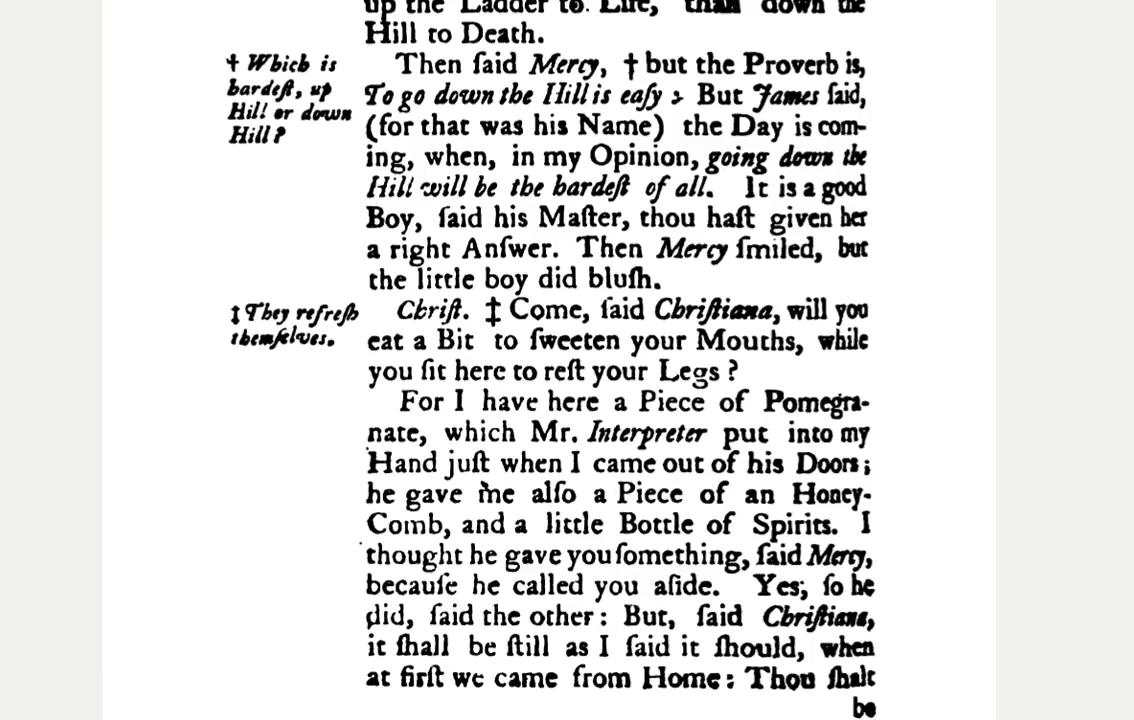 up the Ladder to Life, than down the
Hill to Death.
† Which is
hardeſt, up
Hill or down
Hill?
Then ſaid Mercy, † but the Proverb is,
To go down the Hill is eaſy; But James ſaid,
(for that was his Name) the Day is com-
ing, when, in my Opinion, going down the
Hill will be the hardeſt of all. It is a good
Boy, ſaid his Maſter, thou haſt given her
a right Anſwer. Then Mercy ſmiled, but
the little boy did bluſh.
‡ They refreſh
themſelves.
Chriſt. ‡ Come, ſaid Chriſtiana, will you
eat a Bit to ſweeten your Mouths, while
you ſit here to reſt your Legs?
For I have here a Piece of Pomegra-
nate, which Mr. Interpreter put into my
Hand juſt when I came out of his Doors;
he gave me alſo a Piece of an Honey-
Comb, and a little Bottle of Spirits. I
thought he gave you ſomething, ſaid Mercy,
becauſe he called you aſide. Yes; ſo he
did, ſaid the other: But, ſaid Chriſtiana,
it ſhall be ſtill as I ſaid it ſhould, when
at firſt we came from Home: Thou ſhalt
be